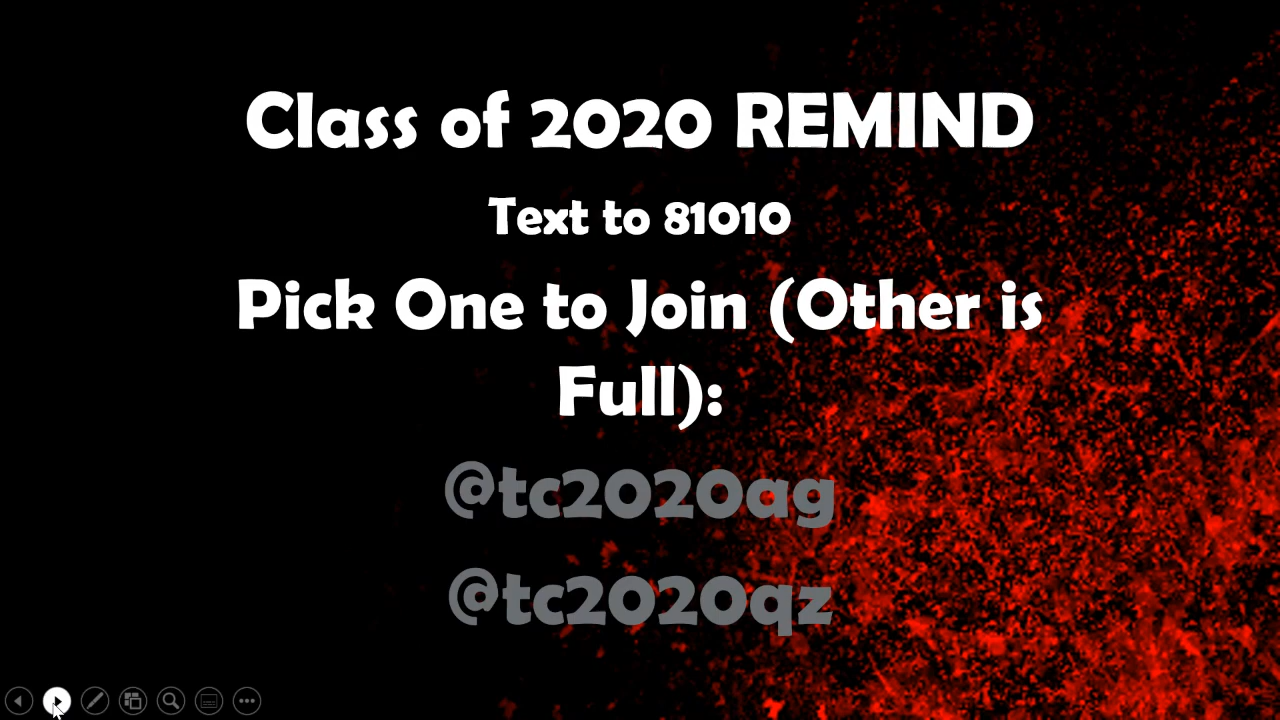 Class of 2020 REMIND
Text to 81010
Pick One to Join (Other is
Full):
@tc2020ag
@tc2020qz